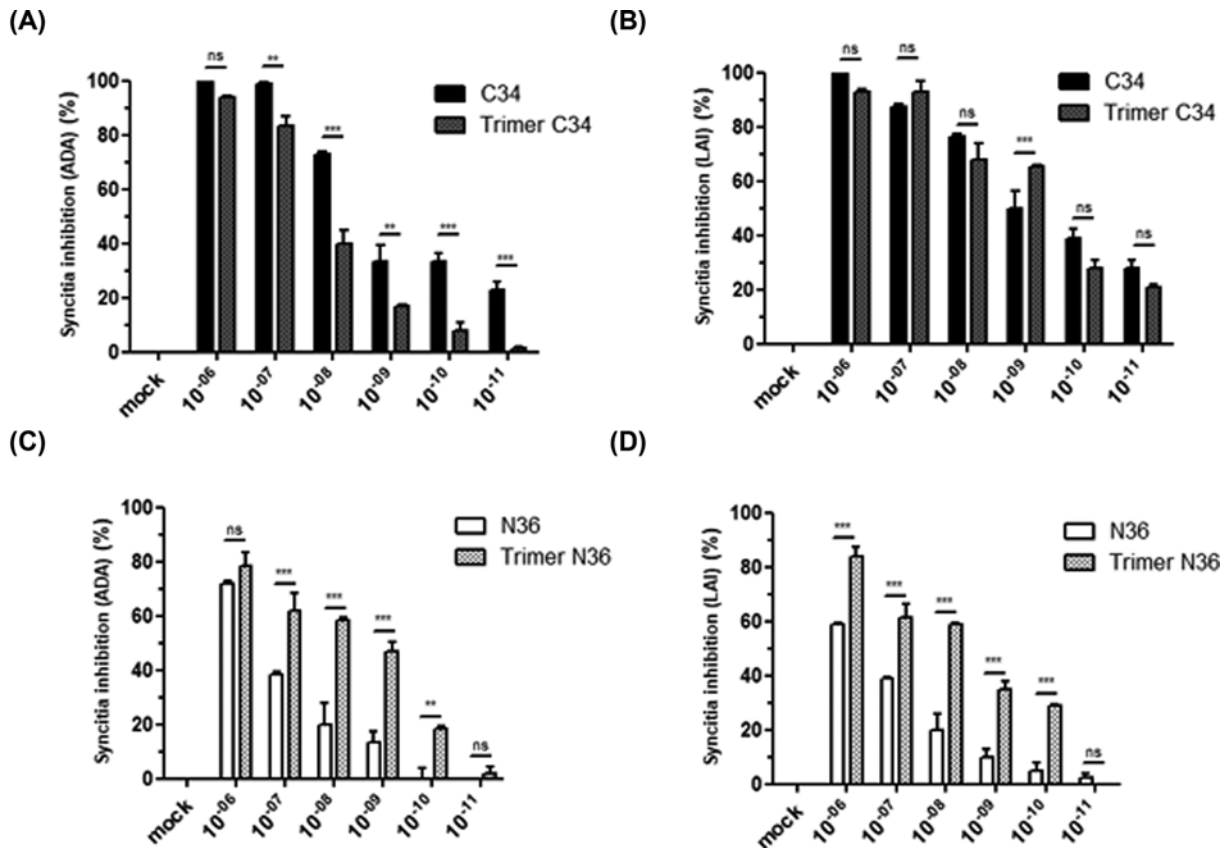 (A)
Syncitia inhibition (ADA) (%)
100
80
60
40
20
0
ns
**
***
**
***
***
C34
Trimer C34
mock
10-06
10-07
10-08
10-09
10-10
10-11
(B)
Syncitia inhibition (LAI) (%)
100
80
60
40
20
0
ns
ns
ns
***
ns
ns
C34
Trimer C34
mock
10-06
10-07
10-08
10-09
10-10
10-11
(C)
Syncitia inhibition (ADA) (%)
100
80
60
40
20
0
ns
***
***
***
**
ns
N36
Trimer N36
mock
10-06
10-07
10-08
10-09
10-10
10-11
(D)
Syncitia inhibition (LAI) (%)
100
80
60
40
20
0
***
***
***
***
***
ns
N36
Trimer N36
mock
10-06
10-07
10-08
10-09
10-10
10-11